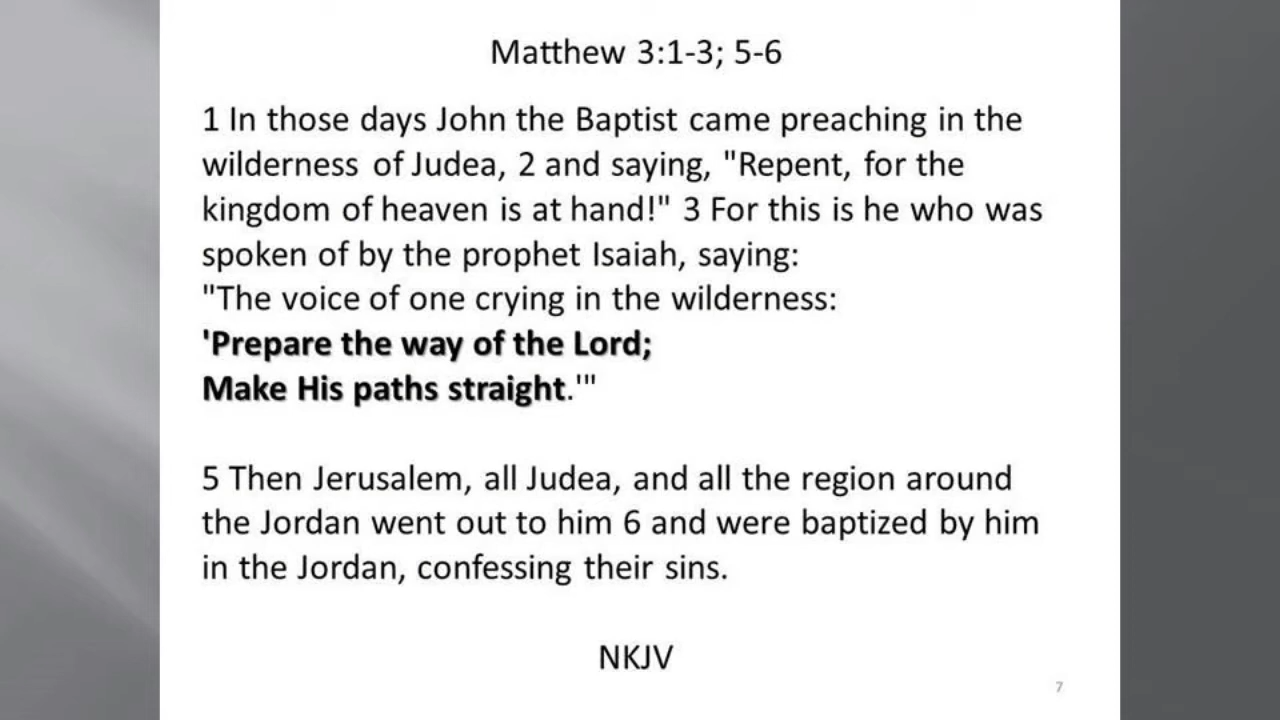 Matthew 3:1-3; 5-6
1 In those days John the Baptist came preaching in the
wilderness of Judea, 2 and saying, "Repent, for the
kingdom of heaven is at hand!" 3 For this is he who was
spoken of by the prophet Isaiah, saying:
"The voice of one crying in the wilderness:
'Prepare the way of the Lord;
Make His paths straight.'"
5 Then Jerusalem, all Judea, and all the region around
the Jordan went out to him 6 and were baptized by him
in the Jordan, confessing their sins.
NKJV
7